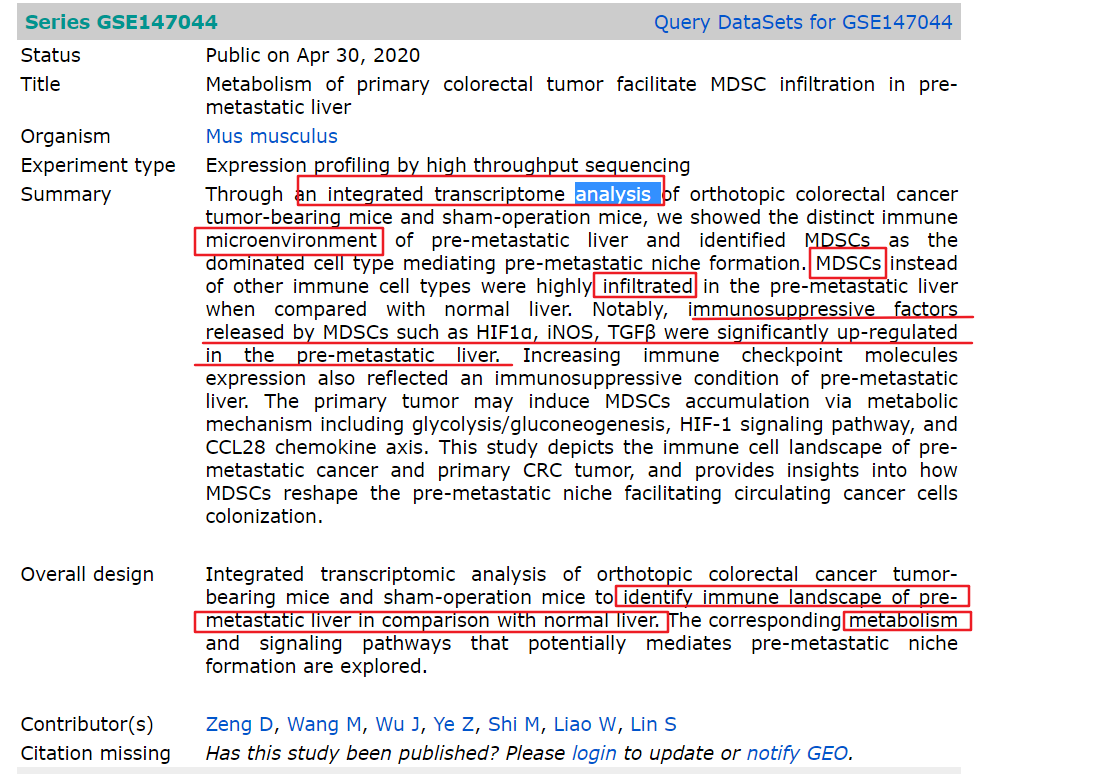 Series GSE147044 Query DataSets for GSE147044
Status Public on Apr 30, 2020
Title Metabolism of primary colorectal tumor facilitate MDSC infiltration in pre-
metastatic liver
Organism Mus musculus
Experiment type Expression profiling by high throughput sequencing
Summary Through an integrated transcriptome analysis of orthotopic colorectal cancer
tumor-bearing mice and sham-operation mice, we showed the distinct immune
microenvironment of pre-metastatic liver and identified MDSCs as the
dominated cell type mediating pre-metastatic niche formation. MDSCs instead
of other immune cell types were highly infiltrated in the pre-metastatic liver
when compared with normal liver. Notably, immunosuppressive factors
released by MDSCs such as HIF1α, iNOS, TGFβ were significantly up-regulated
in the pre-metastatic liver. Increasing immune checkpoint molecules
expression also reflected an immunosuppressive condition of pre-metastatic
liver. The primary tumor may induce MDSCs accumulation via metabolic
mechanism including glycolysis/gluconeogenesis, HIF-1 signaling pathway, and
CCL28 chemokine axis. This study depicts the immune cell landscape of pre-
metastatic cancer and primary CRC tumor, and provides insights into how
MDSCs reshape the pre-metastatic niche facilitating circulating cancer cells
colonization.
Overall design Integrated transcriptomic analysis of orthotopic colorectal cancer tumor-
bearing mice and sham-operation mice to identify immune landscape of pre-
metastatic liver in comparison with normal liver. The corresponding metabolism
and signaling pathways that potentially mediates pre-metastatic niche
formation are explored.
Contributor(s) Zeng D, Wang M, Wu J, Ye Z, Shi M, Liao W, Lin S
Citation missing Has this study been published? Please login to update or notify GEO.